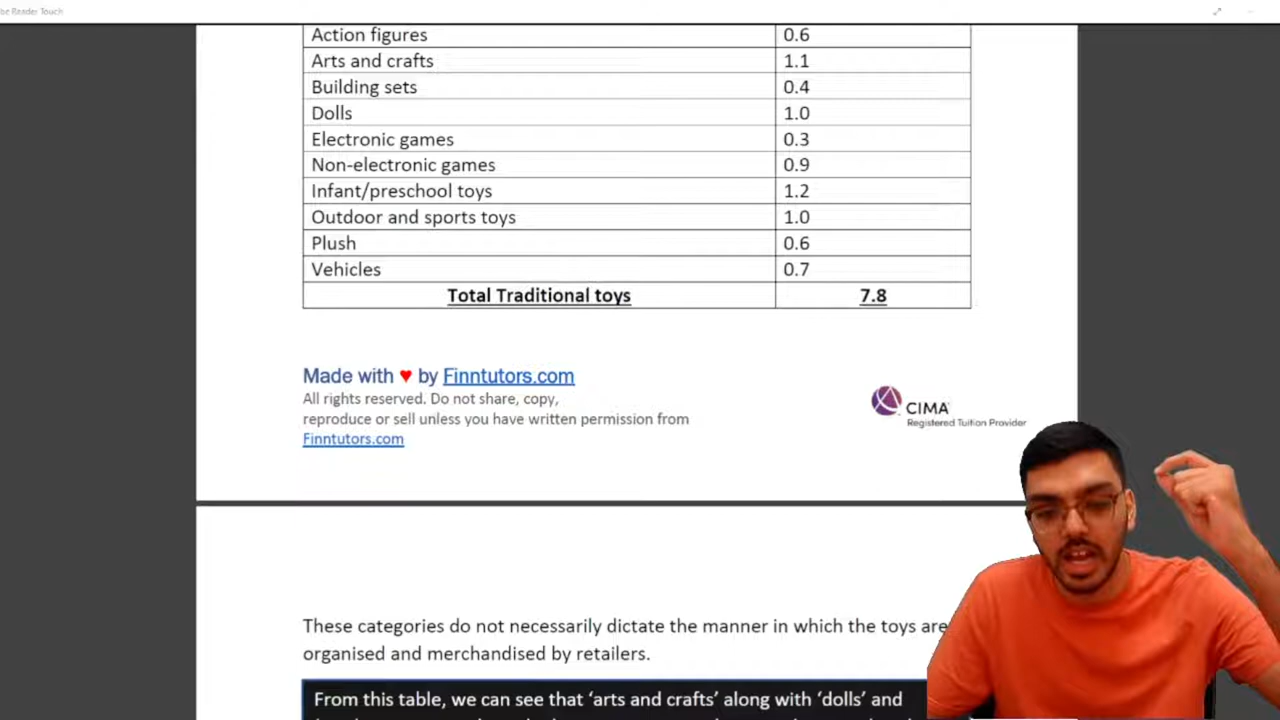 be Reader Touch
Action figures 0.6
Arts and crafts 1.1
Building sets 0.4
Dolls 1.0
Electronic games 0.3
Non-electronic games 0.9
Infant/preschool toys 1.2
Outdoor and sports toys 1.0
Plush 0.6
Vehicles 0.7
Total Traditional toys 7.8
Made with ♥ by Finntutors.com
All rights reserved. Do not share, copy,
reproduce or sell unless you have written permission from
Finntutors.com
CIMA
Registered Tuition Provider
These categories do not necessarily dictate the manner in which the toys are
organised and merchandised by retailers.
From this table, we can see that ‘arts and crafts’ along with ‘dolls’ and